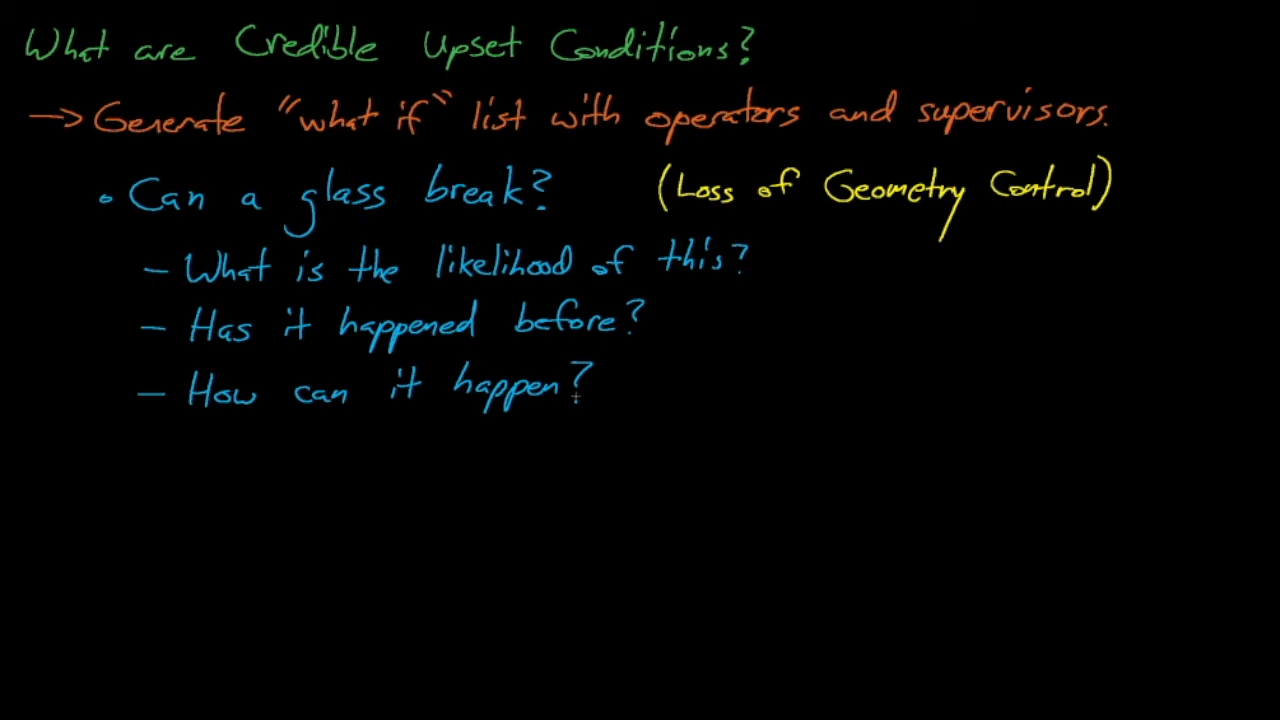 What are Credible Upset Conditions?
→ Generate "what if" list with operators and supervisors.
• Can a glass break? (Loss of Geometry Control)
– What is the likelihood of this?
– Has it happened before?
– How can it happen?